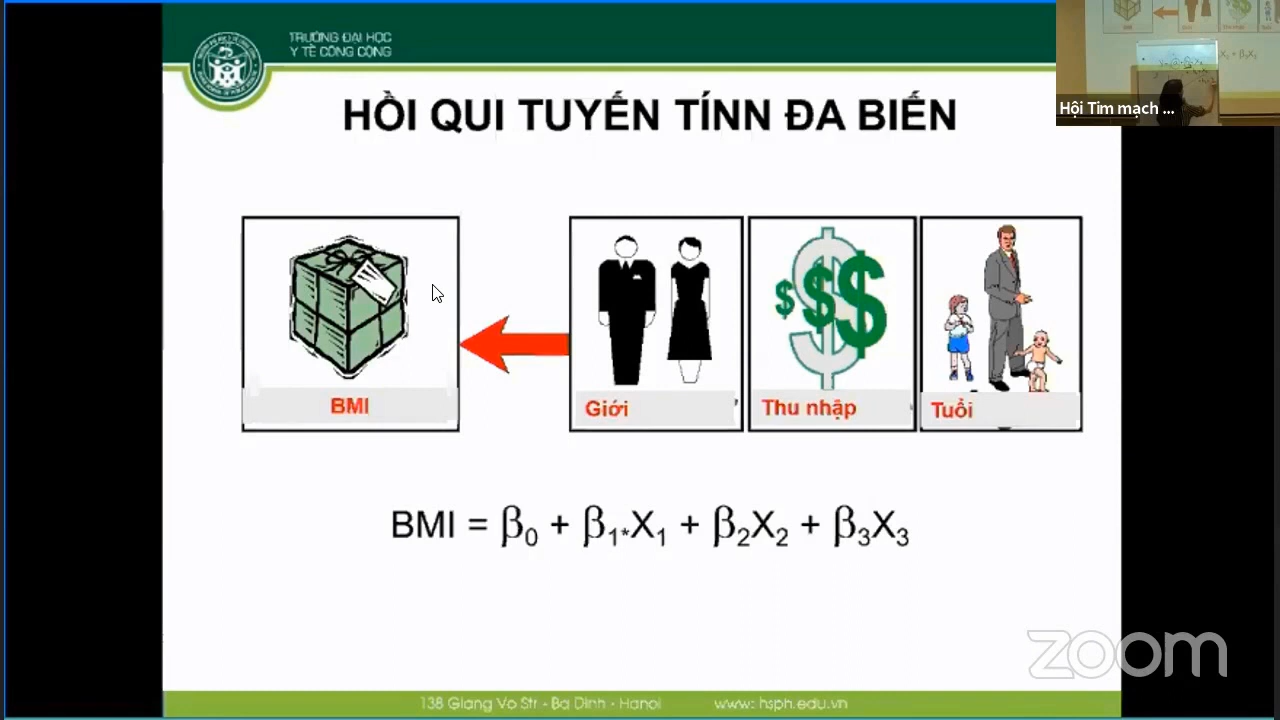 TRƯỜNG ĐẠI HỌC
Y TẾ CÔNG CỘNG
HỒI QUI TUYẾN TÍNN ĐA BIẾN
Hội Tim mạch ...
BMI
Giới
Thu nhập
Tuổi
BMI = β0 + β1*X1 + β2X2 + β3X3
zoom
138 Giang Vo Str - Ba Dinh - Hanoi
www: hsph.edu.vn